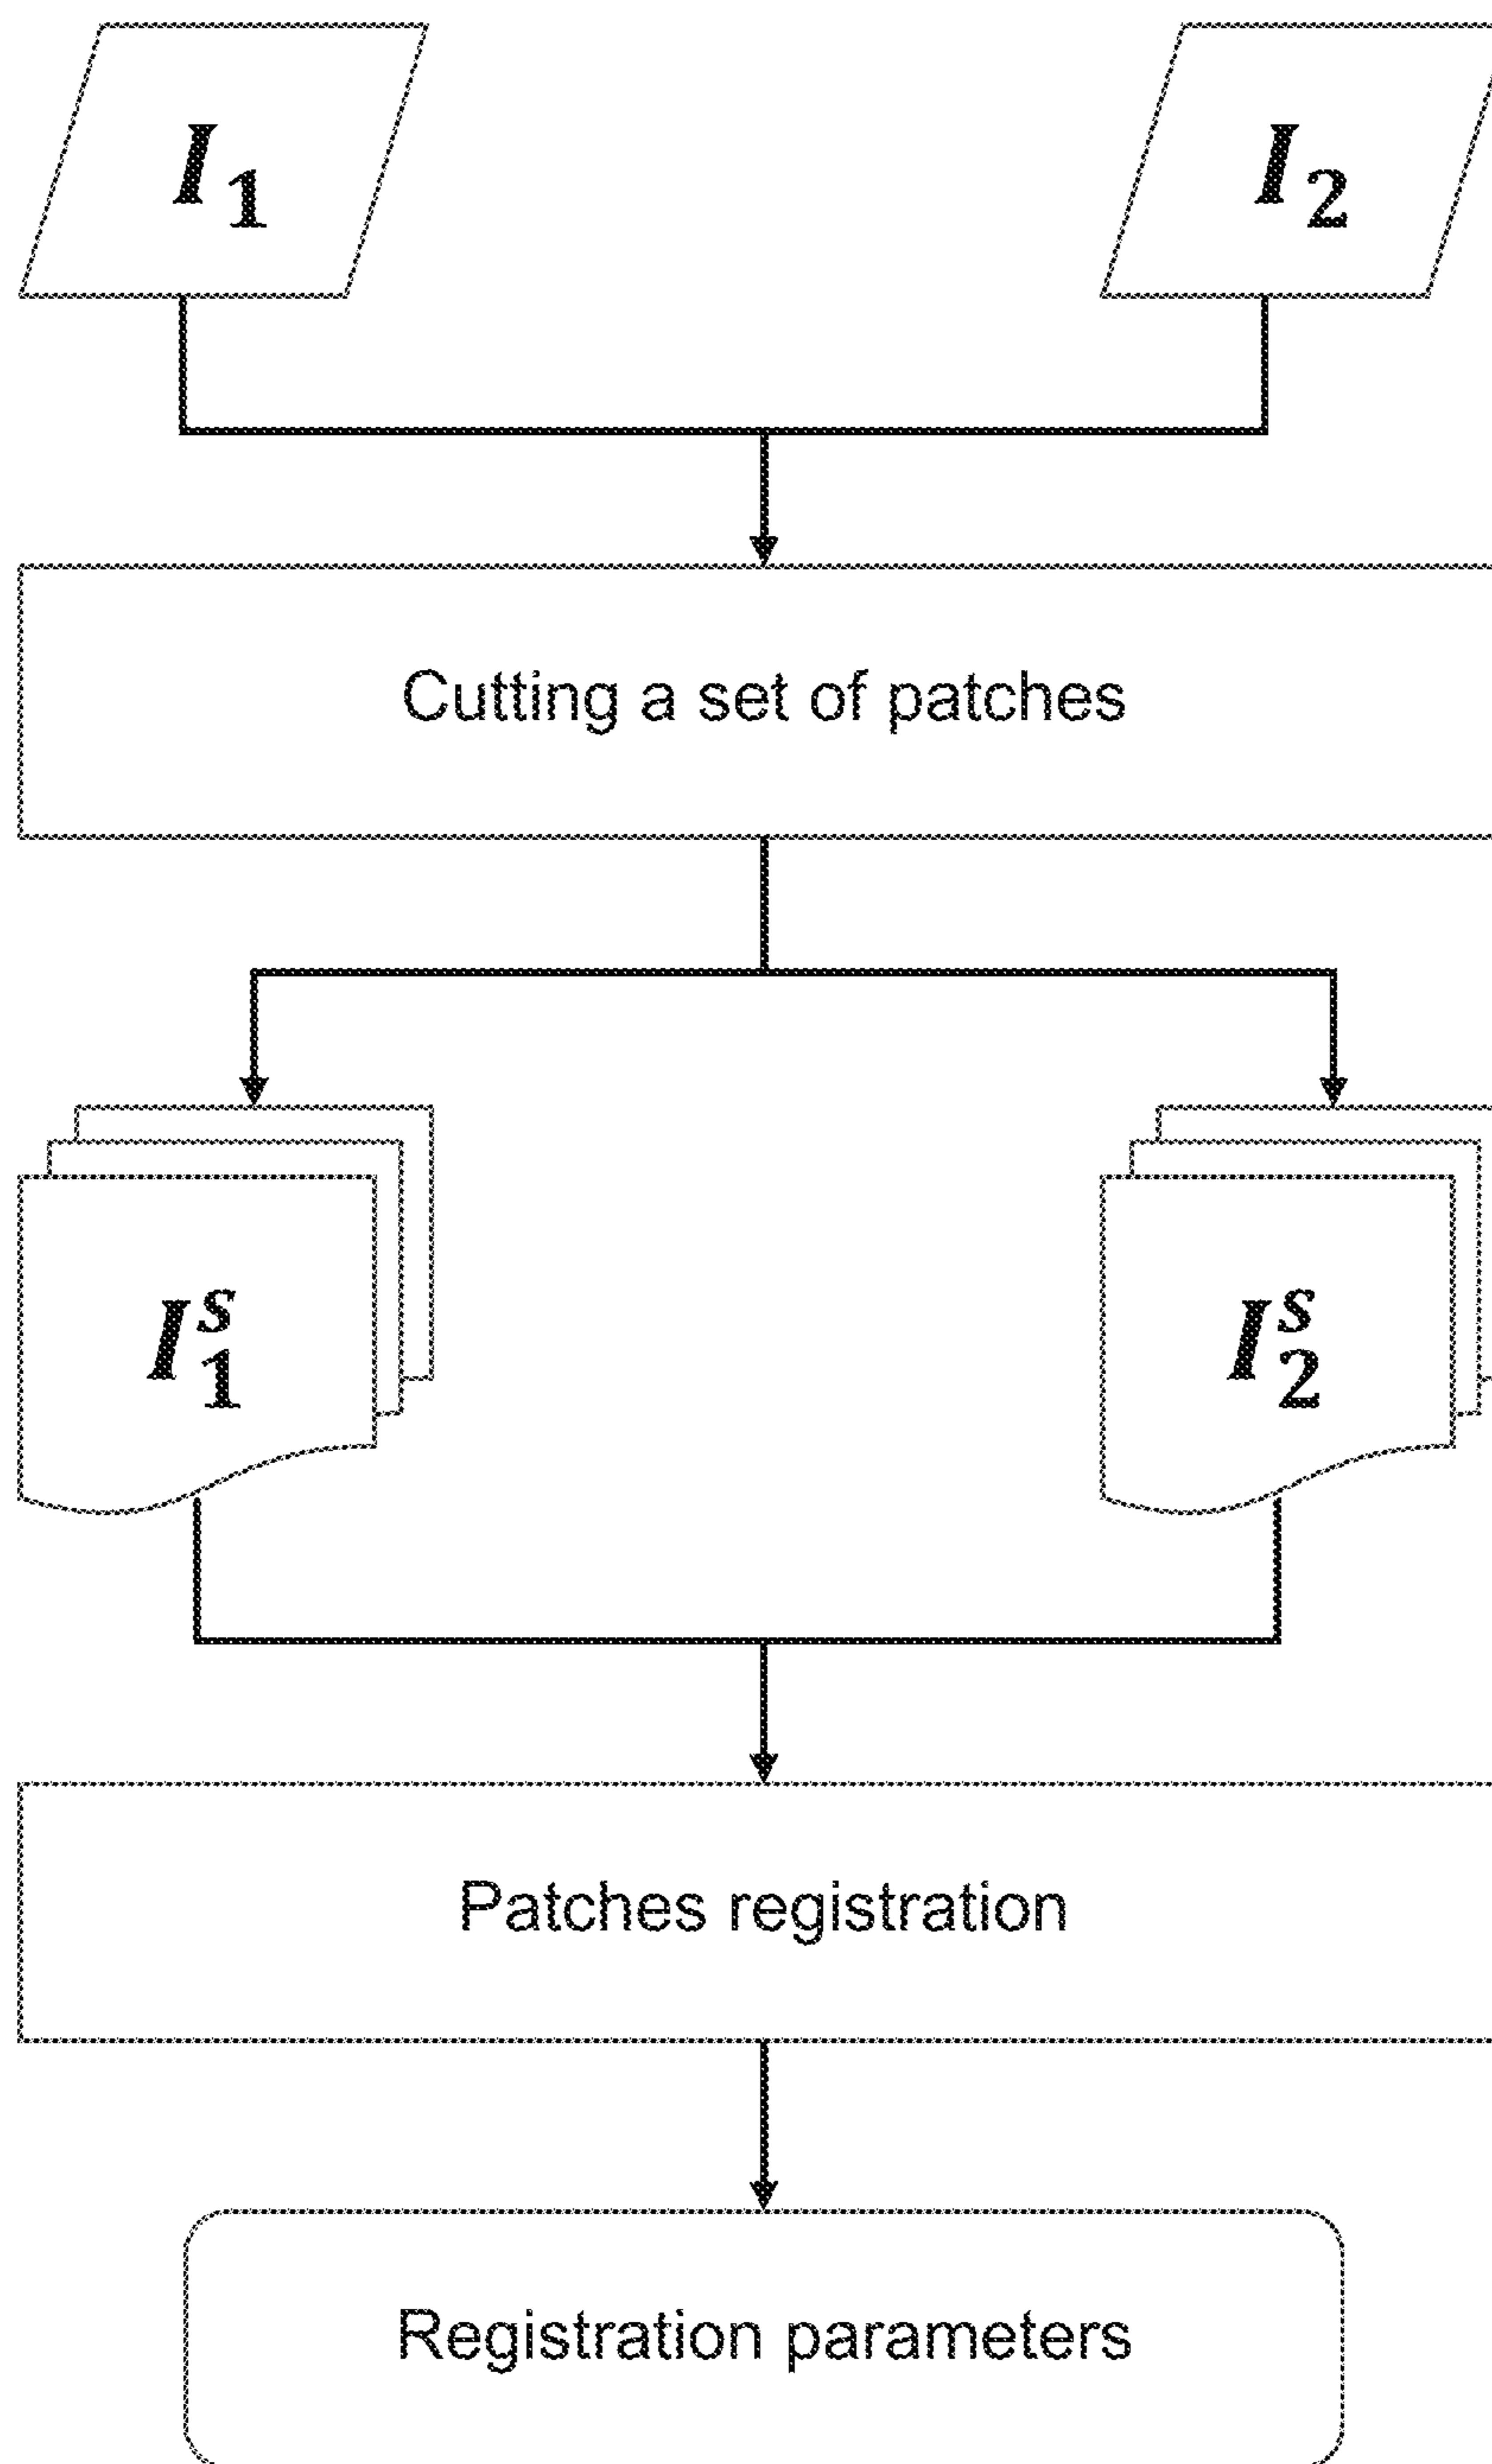 I₁
I₂
Cutting a set of patches
I₁ˢ
I₂ˢ
Patches registration
Registration parameters